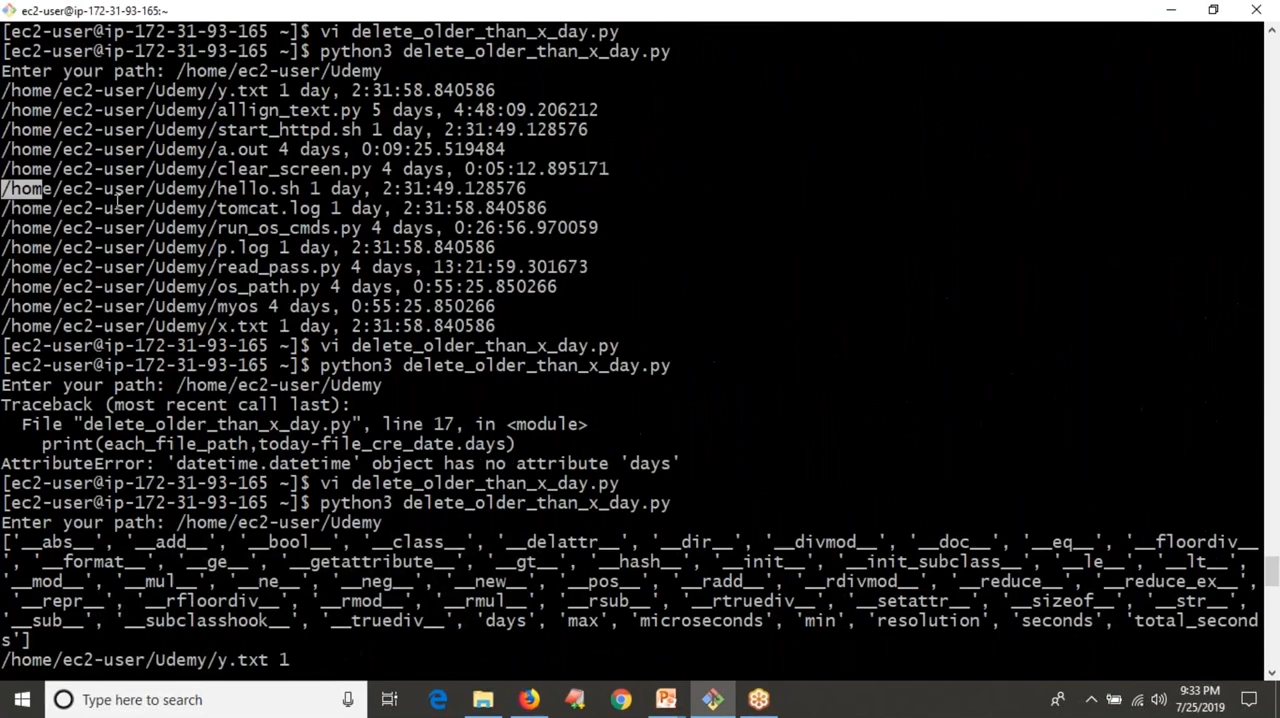 ec2-user@ip-172-31-93-165:~
[ec2-user@ip-172-31-93-165 ~]$ vi delete_older_than_x_day.py
[ec2-user@ip-172-31-93-165 ~]$ python3 delete_older_than_x_day.py
Enter your path: /home/ec2-user/Udemy
/home/ec2-user/Udemy/y.txt 1 day, 2:31:58.840586
/home/ec2-user/Udemy/allign_text.py 5 days, 4:48:09.206212
/home/ec2-user/Udemy/start_httpd.sh 1 day, 2:31:49.128576
/home/ec2-user/Udemy/a.out 4 days, 0:09:25.519484
/home/ec2-user/Udemy/clear_screen.py 4 days, 0:05:12.895171
/home/ec2-user/Udemy/hello.sh 1 day, 2:31:49.128576
/home/ec2-user/Udemy/tomcat.log 1 day, 2:31:58.840586
/home/ec2-user/Udemy/run_os_cmds.py 4 days, 0:26:56.970059
/home/ec2-user/Udemy/p.log 1 day, 2:31:58.840586
/home/ec2-user/Udemy/read_pass.py 4 days, 13:21:59.301673
/home/ec2-user/Udemy/os_path.py 4 days, 0:55:25.850266
/home/ec2-user/Udemy/myos 4 days, 0:55:25.850266
/home/ec2-user/Udemy/x.txt 1 day, 2:31:58.840586
[ec2-user@ip-172-31-93-165 ~]$ vi delete_older_than_x_day.py
[ec2-user@ip-172-31-93-165 ~]$ python3 delete_older_than_x_day.py
Enter your path: /home/ec2-user/Udemy
Traceback (most recent call last):
  File "delete_older_than_x_day.py", line 17, in <module>
    print(each_file_path,today-file_cre_date.days)
AttributeError: 'datetime.datetime' object has no attribute 'days'
[ec2-user@ip-172-31-93-165 ~]$ vi delete_older_than_x_day.py
[ec2-user@ip-172-31-93-165 ~]$ python3 delete_older_than_x_day.py
Enter your path: /home/ec2-user/Udemy
['__abs__', '__add__', '__bool__', '__class__', '__delattr__', '__dir__', '__divmod__', '__doc__', '__eq__', '__floordiv__
', '__format__', '__ge__', '__getattribute__', '__gt__', '__hash__', '__init__', '__init_subclass__', '__le__', '__lt__',
'__mod__', '__mul__', '__ne__', '__neg__', '__new__', '__pos__', '__radd__', '__rdivmod__', '__reduce__', '__reduce_ex__',
'__repr__', '__rfloordiv__', '__rmod__', '__rmul__', '__rsub__', '__rtruediv__', '__setattr__', '__sizeof__', '__str__',
'__sub__', '__subclasshook__', '__truediv__', 'days', 'max', 'microseconds', 'min', 'resolution', 'seconds', 'total_second
s']
/home/ec2-user/Udemy/y.txt 1
Type here to search
9:33 PM
7/25/2019